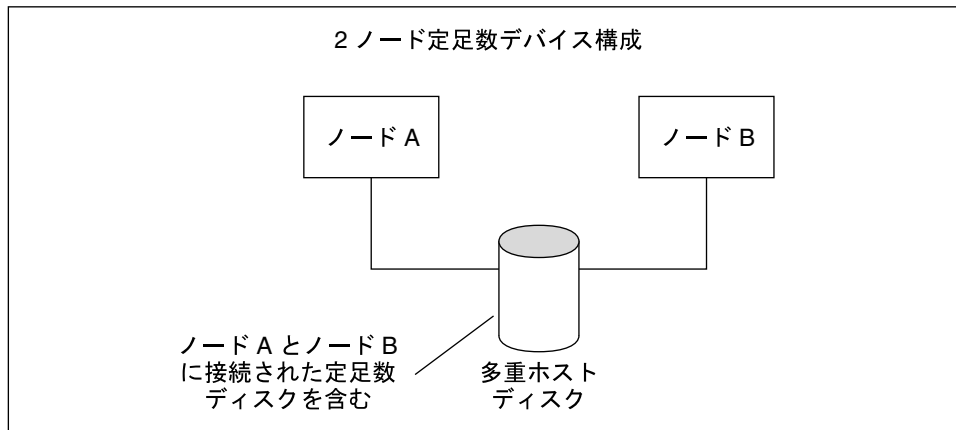 2 ノード定足数デバイス構成
ノード A
ノード B
ノード A とノード B
に接続された定足数
ディスクを含む
多重ホスト
ディスク